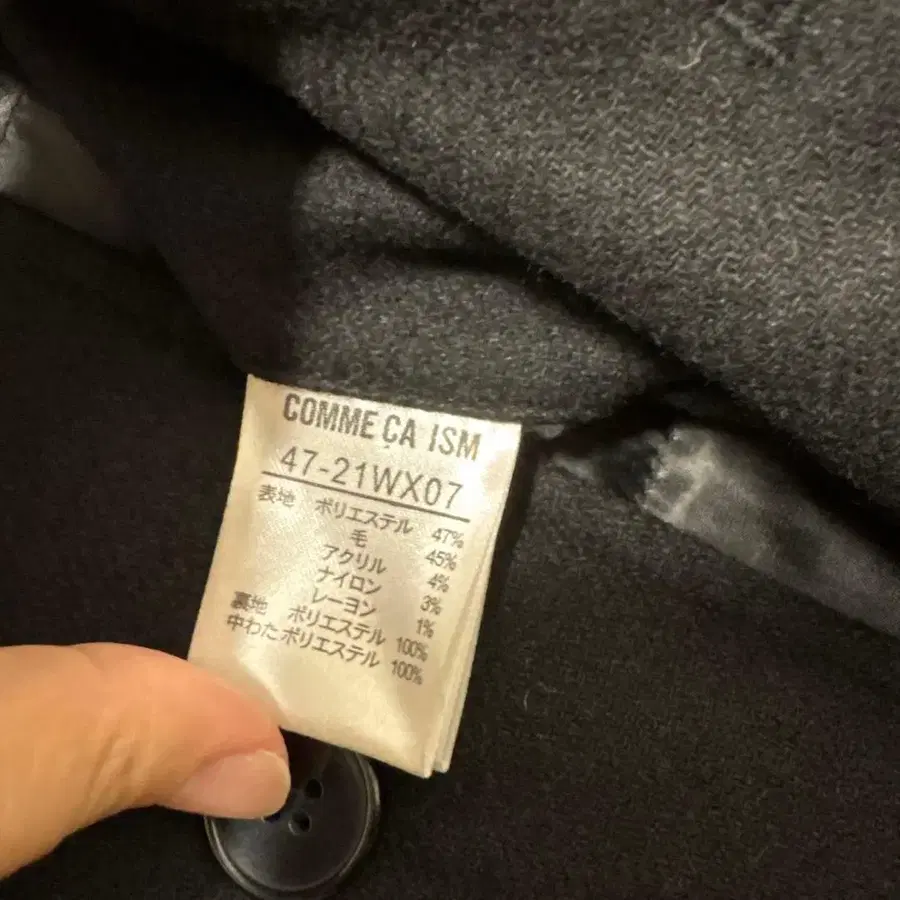 COMME ÇA ISM
47-21WX07
表地 ポリエステル 47%
毛 45%
アクリル 4%
ナイロン 3%
レーヨン 1%
裏地 ポリエステル 100%
中わた ポリエステル 100%